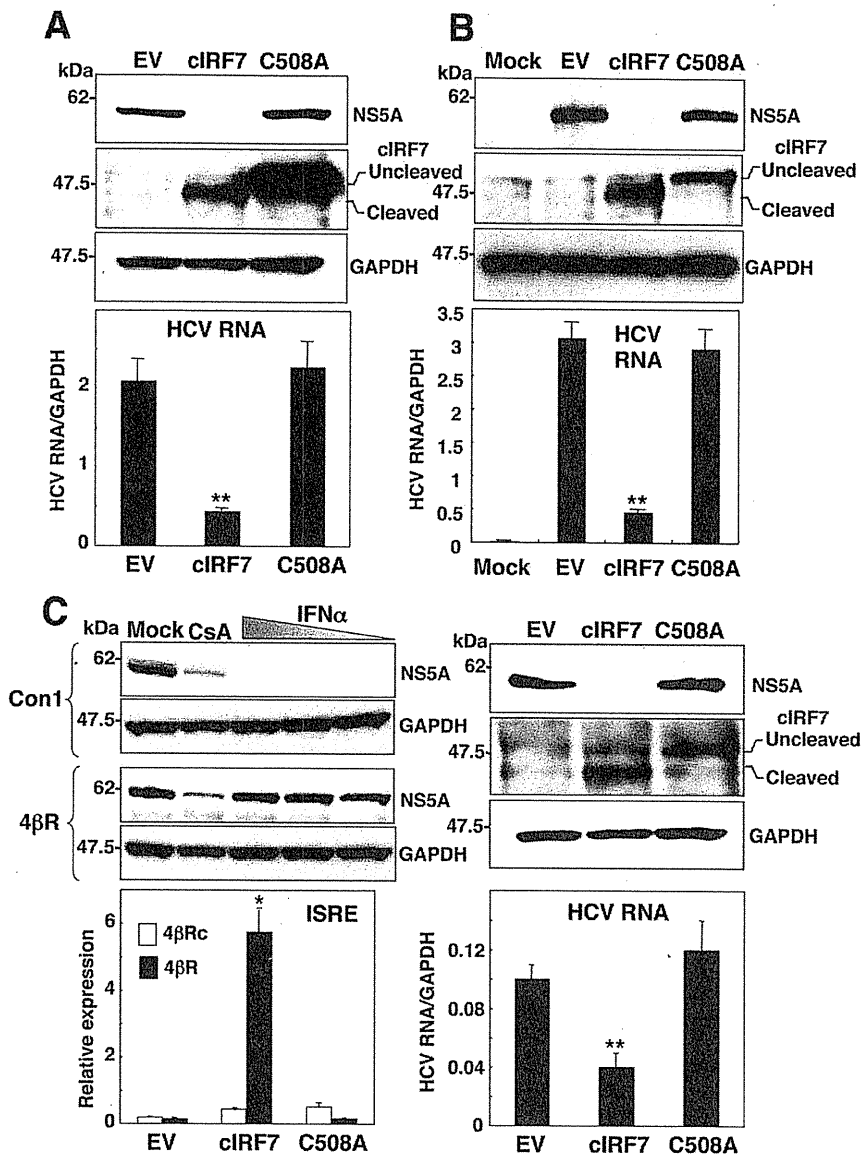 A
EV cIRF7 C508A
kDa
62
NS5A
cIRF7
47.5
Uncleaved
Cleaved
47.5
GAPDH
HCV RNA
HCV RNA/GAPDH
2
1
0
**
EV cIRF7 C508A
B
Mock EV cIRF7 C508A
kDa
62
NS5A
cIRF7
Uncleaved
47.5
Cleaved
47.5
GAPDH
HCV
RNA
HCV RNA/GAPDH
3.5
3
2.5
2
1.5
1
0.5
0
**
Mock EV cIRF7 C508A
C
IFNα
kDa Mock CsA
Con1
62
NS5A
47.5
GAPDH
4βR
62
NS5A
47.5
GAPDH
ISRE
Relative expression
6
4
2
0
4βRc
4βR
*
EV cIRF7 C508A
EV cIRF7 C508A
kDa
62
NS5A
cIRF7
Uncleaved
47.5
Cleaved
47.5
GAPDH
HCV RNA
HCV RNA/GAPDH
0.12
0.08
0.04
0
**
EV cIRF7 C508A